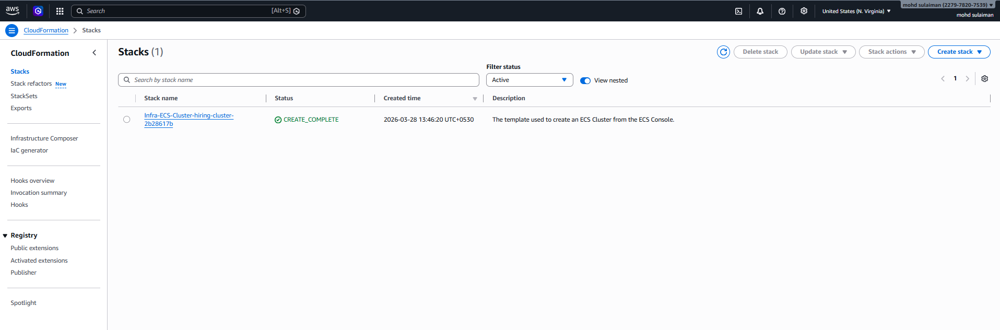 aws
Search [Alt+S]
United States (N. Virginia)
mohd sulaiman (2279-7820-7539)
mohd sulaiman
CloudFormation
Stacks
CloudFormation
Stacks
Stack refactors New
StackSets
Exports
Infrastructure Composer
IaC generator
Hooks overview
Invocation summary
Hooks
Registry
Public extensions
Activated extensions
Publisher
Spotlight
Stacks (1)
Delete stack
Update stack
Stack actions
Create stack
Filter status
Search by stack name
Active
View nested
1
Stack name Status Created time Description
Infra-ECS-Cluster-hiring-cluster-
2b28617b
CREATE_COMPLETE
2026-03-28 13:46:20 UTC+0530
The template used to create an ECS Cluster from the ECS Console.